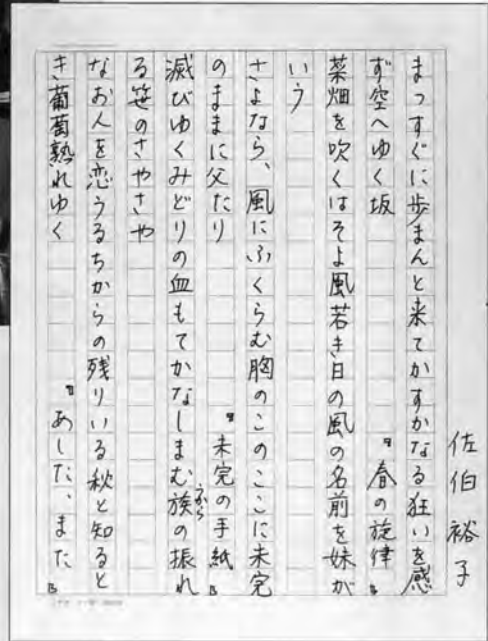 佐伯裕子
まっすぐに歩まんと来てかすかなる狂いを感
ず空へゆく坂　『春の旋律』
菜畑を吹くはそよ風若き日の風の名前を妹が
いう
さよなら、風にふくらむ胸のこのここに未完
のままに父たり　『未完の手紙』
滅びゆくみどりの血もてかなしまむ族の振れ
うから
る笹のさやさや
なお人を恋うるちからの残りいる秋と知ると
き葡萄熟れゆく　『あした、また』